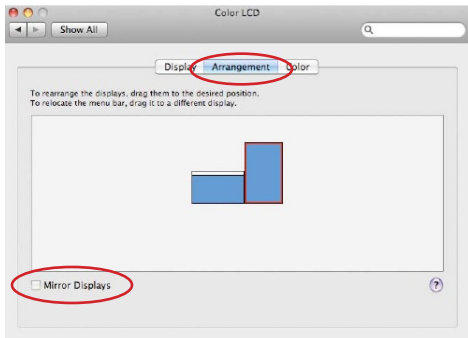 Color LCD
Show All
Display Arrangement Color
To rearrange the displays, drag them to the desired position.
To relocate the menu bar, drag it to a different display.
Mirror Displays
?